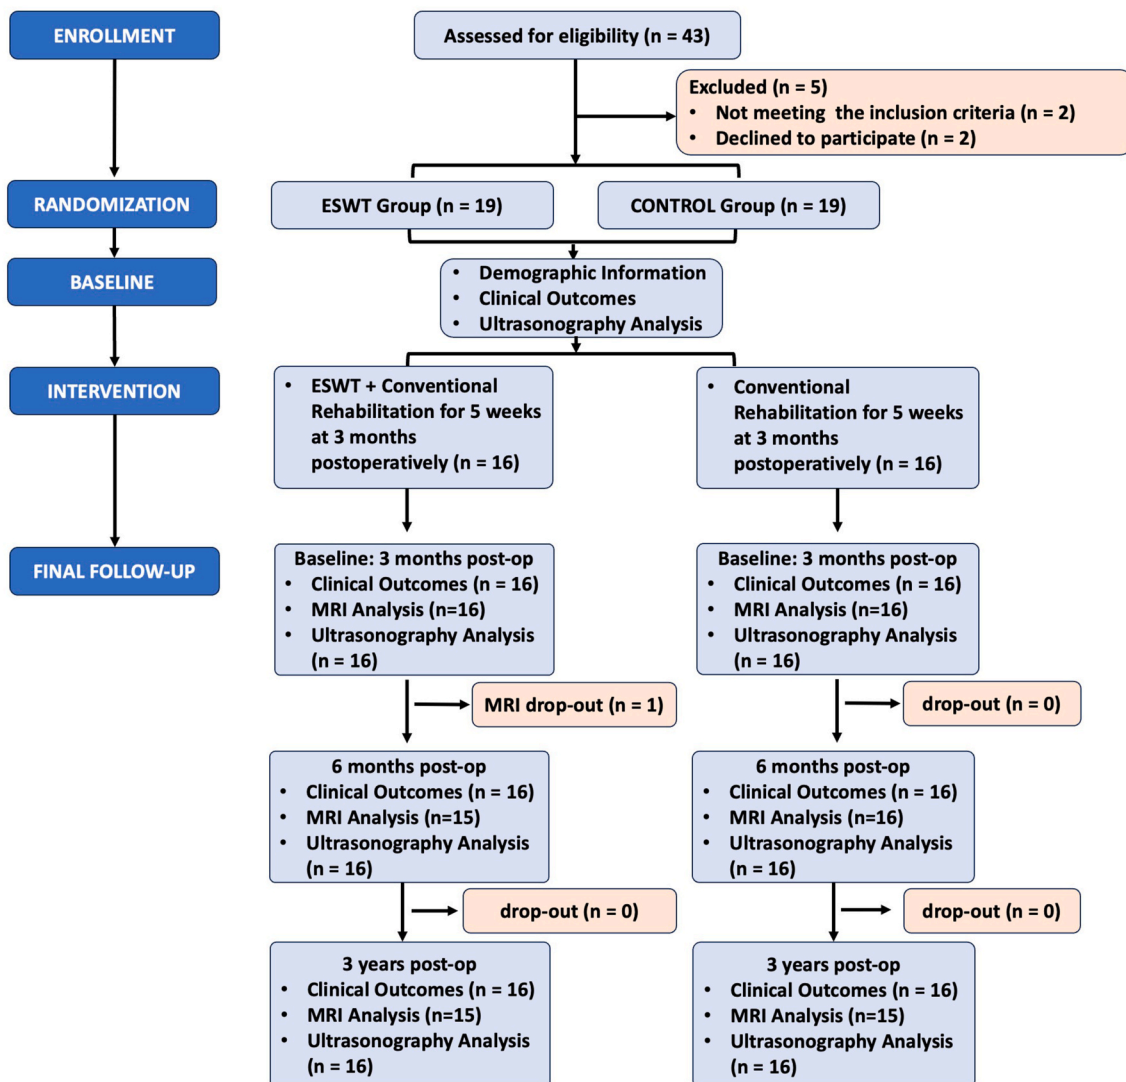 ENROLLMENT
Assessed for eligibility (n = 43)
Excluded (n = 5)
• Not meeting the inclusion criteria (n = 2)
• Declined to participate (n = 2)
RANDOMIZATION
ESWT Group (n = 19)
CONTROL Group (n = 19)
BASELINE
• Demographic Information
• Clinical Outcomes
• Ultrasonography Analysis
INTERVENTION
• ESWT + Conventional
Rehabilitation for 5 weeks
at 3 months
postoperatively (n = 16)
• Conventional
Rehabilitation for 5 weeks
at 3 months
postoperatively (n = 16)
FINAL FOLLOW-UP
Baseline: 3 months post-op
• Clinical Outcomes (n = 16)
• MRI Analysis (n=16)
• Ultrasonography Analysis
(n = 16)
Baseline: 3 months post-op
• Clinical Outcomes (n = 16)
• MRI Analysis (n=16)
• Ultrasonography Analysis
(n = 16)
MRI drop-out (n = 1)
drop-out (n = 0)
6 months post-op
• Clinical Outcomes (n = 16)
• MRI Analysis (n=15)
• Ultrasonography Analysis
(n = 16)
6 months post-op
• Clinical Outcomes (n = 16)
• MRI Analysis (n=16)
• Ultrasonography Analysis
(n = 16)
drop-out (n = 0)
drop-out (n = 0)
3 years post-op
• Clinical Outcomes (n = 16)
• MRI Analysis (n=15)
• Ultrasonography Analysis
(n = 16)
3 years post-op
• Clinical Outcomes (n = 16)
• MRI Analysis (n=15)
• Ultrasonography Analysis
(n = 16)